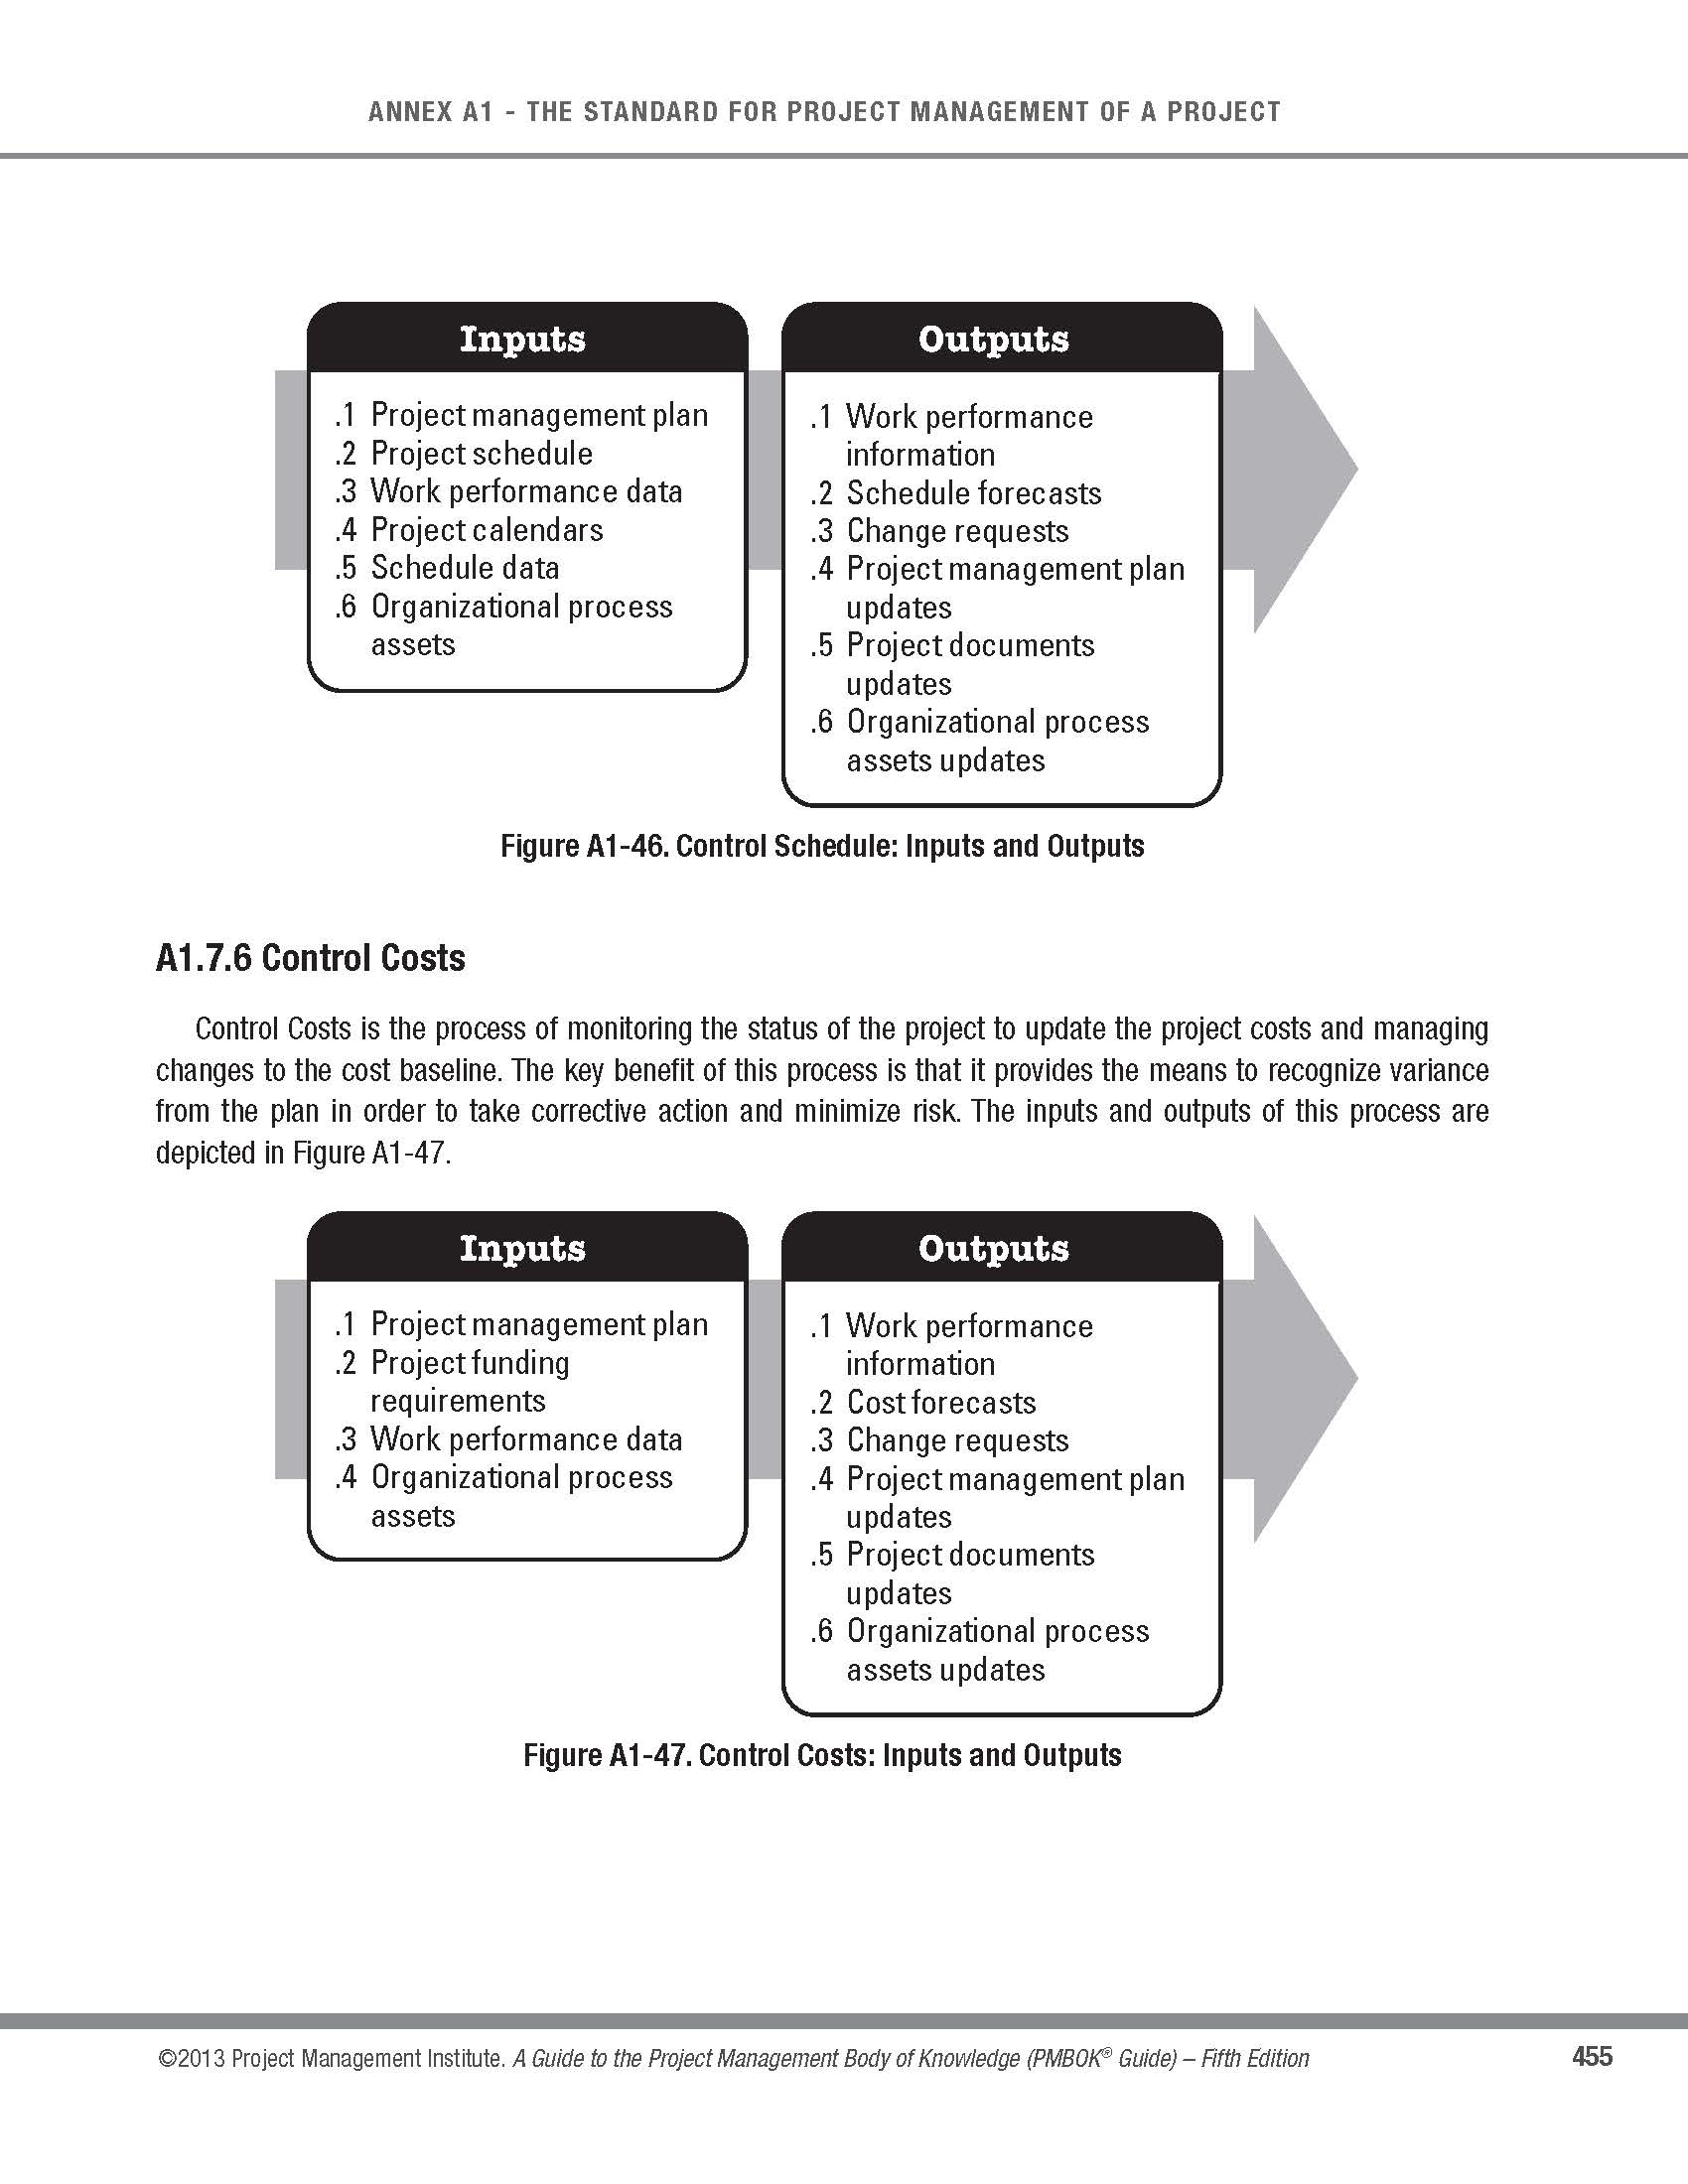 ANNEX A1 - THE STANDARD FOR PROJECT MANAGEMENT OF A PROJECT
Inputs
.1 Project management plan
.2 Project schedule
.3 Work performance data
.4 Project calendars
.5 Schedule data
.6 Organizational process
assets
Outputs
.1 Work performance
information
.2 Schedule forecasts
.3 Change requests
.4 Project management plan
updates
.5 Project documents
updates
.6 Organizational process
assets updates
Figure A1-46. Control Schedule: Inputs and Outputs
A1.7.6 Control Costs
Control Costs is the process of monitoring the status of the project to update the project costs and managing
changes to the cost baseline. The key benefit of this process is that it provides the means to recognize variance
from the plan in order to take corrective action and minimize risk. The inputs and outputs of this process are
depicted in Figure A1-47.
Inputs
.1 Project management plan
.2 Project funding
requirements
.3 Work performance data
.4 Organizational process
assets
Outputs
.1 Work performance
information
.2 Cost forecasts
.3 Change requests
.4 Project management plan
updates
.5 Project documents
updates
.6 Organizational process
assets updates
Figure A1-47. Control Costs: Inputs and Outputs
©2013 Project Management Institute. A Guide to the Project Management Body of Knowledge (PMBOK® Guide) – Fifth Edition
455